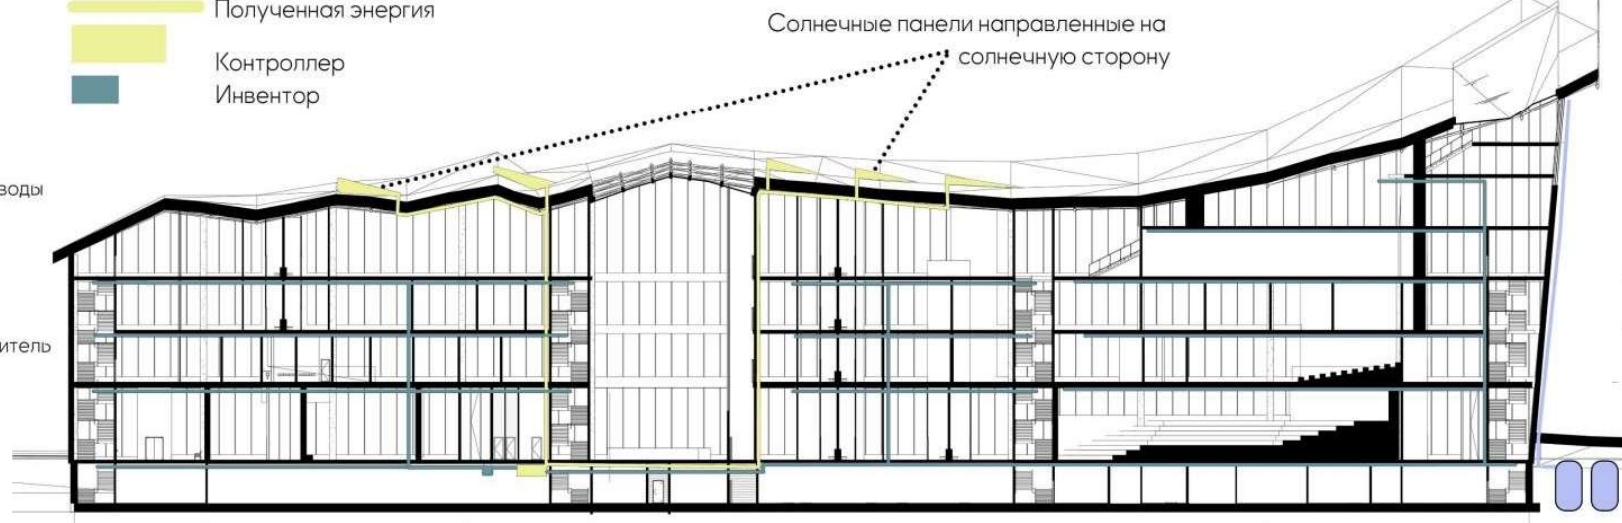 Полученная энергия
Солнечные панели направленные на
солнечную сторону
Контроллер
Инвентор
воды
итель